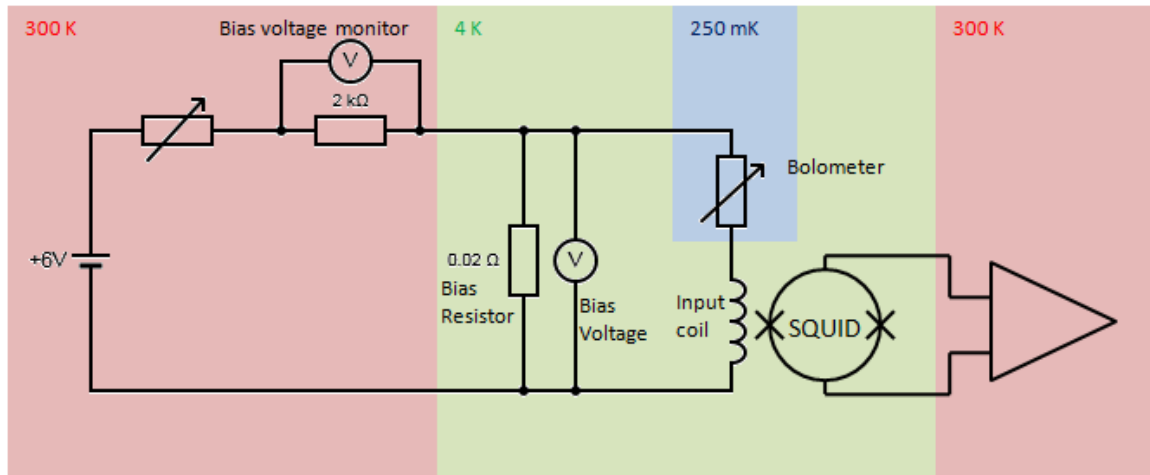 300 K
Bias voltage monitor
4 K
250 mK
300 K
V
2 kΩ
Bolometer
+6V
0.02 Ω
Bias
Resistor
V
Bias
Voltage
Input
coil
SQUID